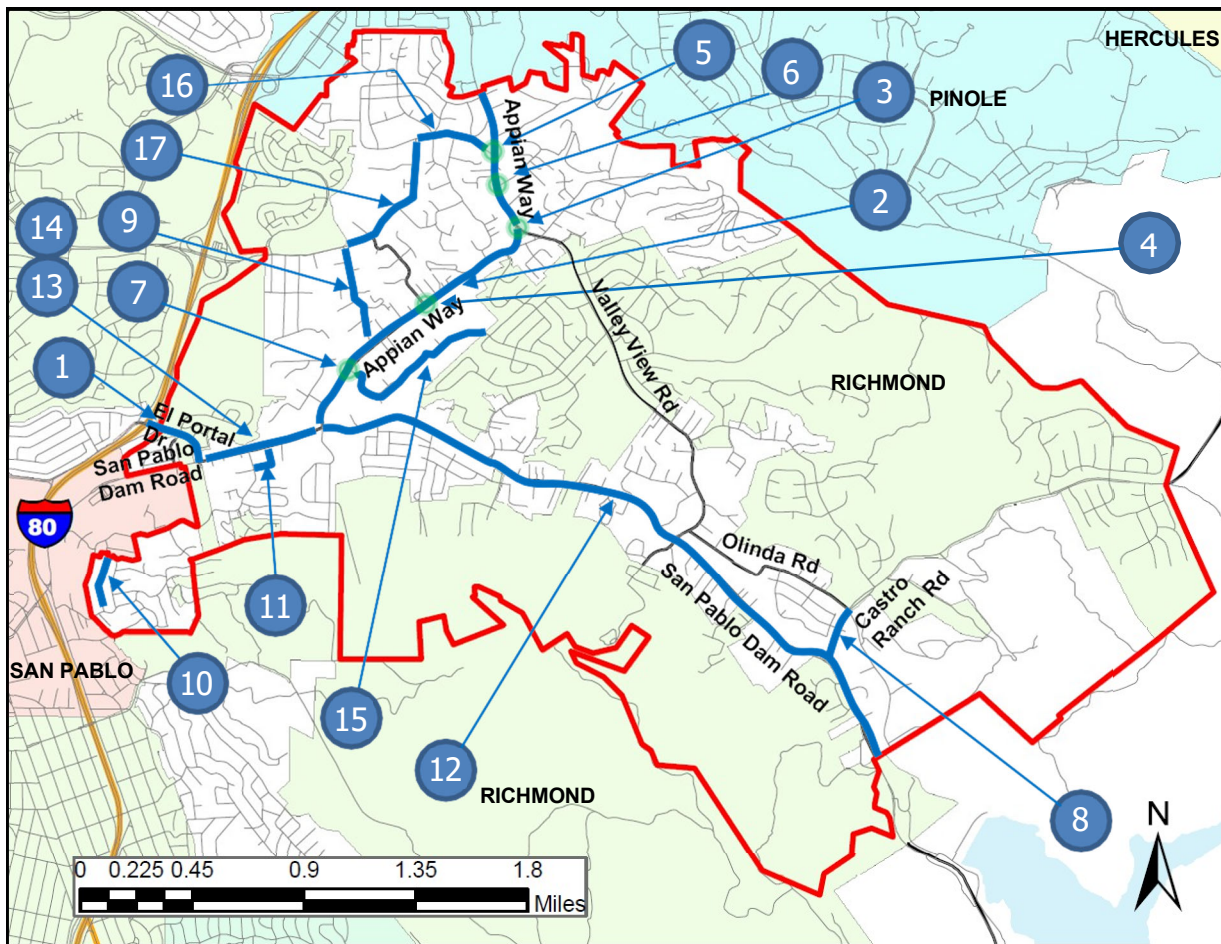 HERCULES
5
6
16
3
PINOLE
Appian Way
17
2
9
14
4
13
7
Appian Way
Valley View Rd
RICHMOND
1
El Portal
Dr
San Pablo
Dam Road
80
Olinda Rd
Castro
Ranch Rd
11
San Pablo Dam Road
SAN PABLO
10
15
12
RICHMOND
8
N
0 0.225 0.45 0.9 1.35 1.8
Miles